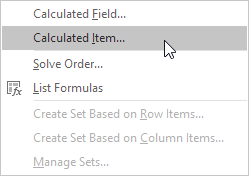 Calculated Field...
Calculated Item...
Solve Order...
List Formulas
Create Set Based on Row Items...
Create Set Based on Column Items...
Manage Sets...